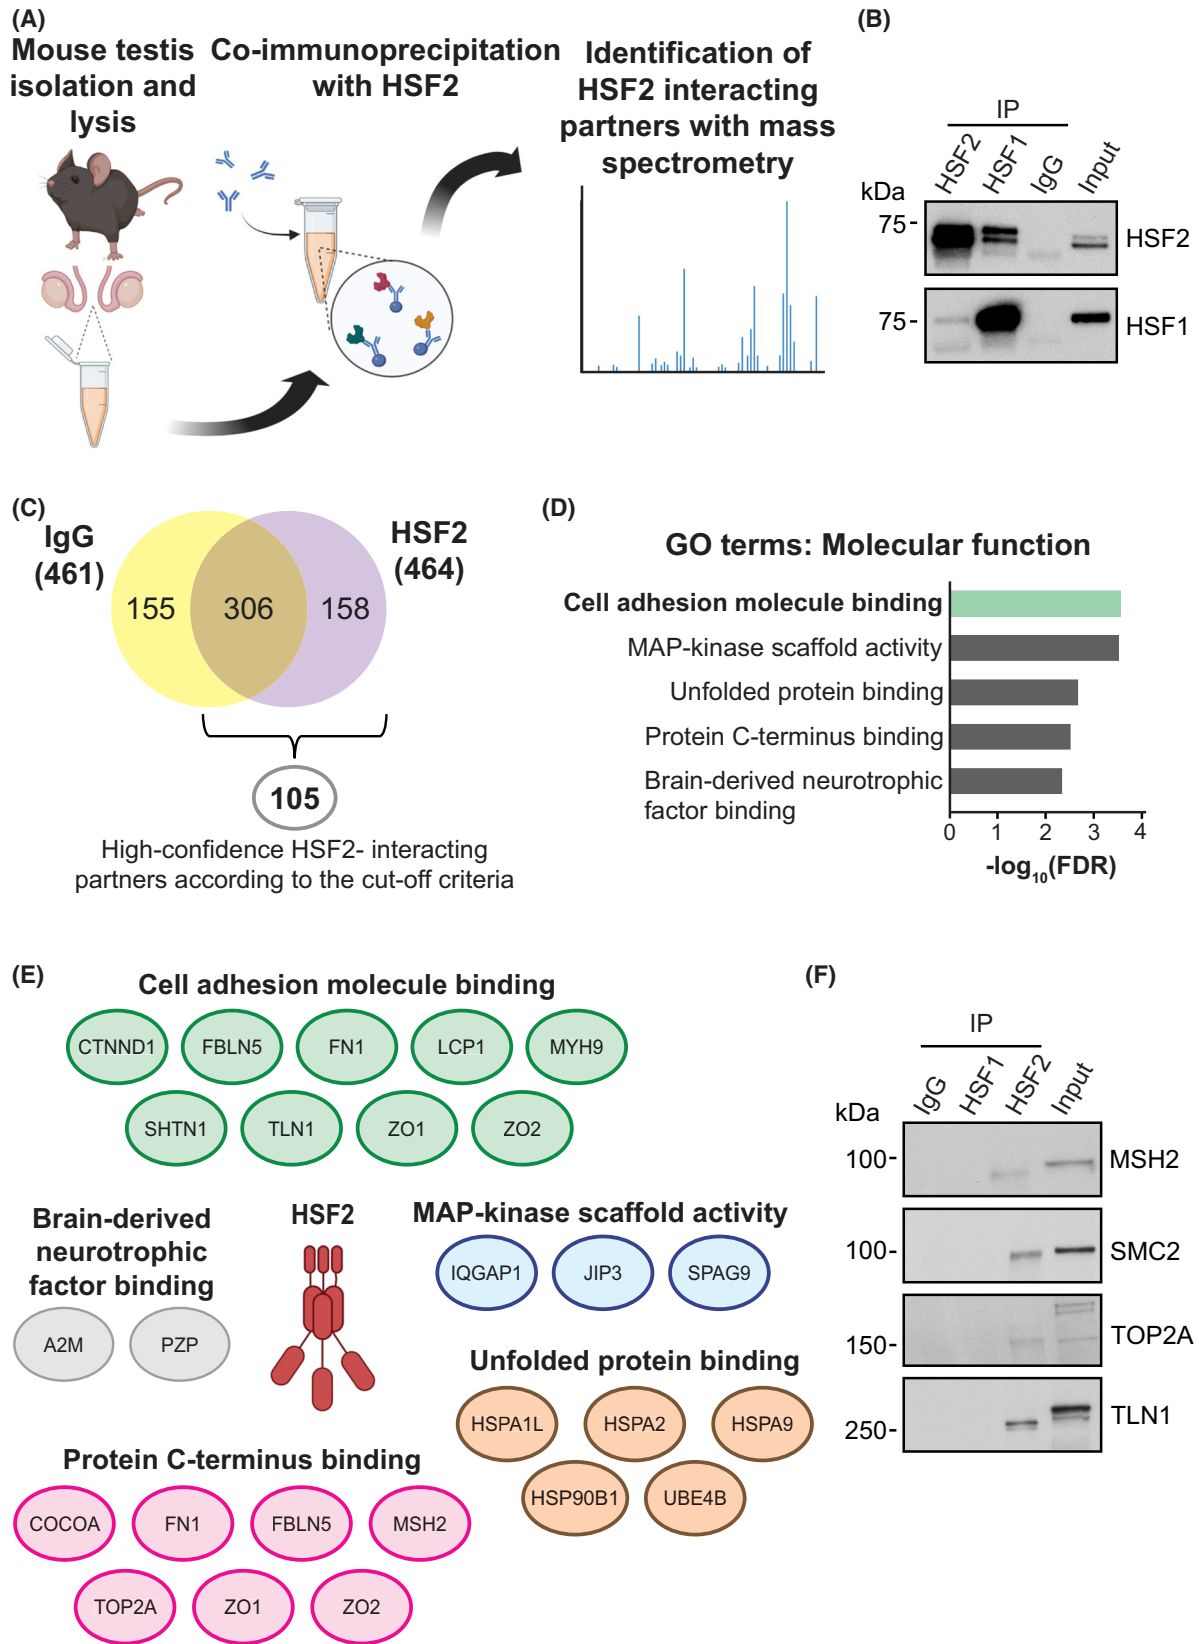 (A)
Mouse testis
isolation and
lysis
Co-immunoprecipitation
with HSF2
Identification of
HSF2 interacting
partners with mass
spectrometry
(B)
IP
kDa
HSF2
HSF1
IgG
Input
75-
HSF2
75-
HSF1
(C)
IgG
(461)
HSF2
(464)
155
306
158
105
High-confidence HSF2- interacting
partners according to the cut-off criteria
(D)
GO terms: Molecular function
Cell adhesion molecule binding
MAP-kinase scaffold activity
Unfolded protein binding
Protein C-terminus binding
Brain-derived neurotrophic
factor binding
0 1 2 3 4
-log10(FDR)
(E)
Cell adhesion molecule binding
CTNND1 FBLN5 FN1 LCP1 MYH9
SHTN1 TLN1 ZO1 ZO2
Brain-derived
neurotrophic
factor binding
A2M PZP
HSF2
MAP-kinase scaffold activity
IQGAP1 JIP3 SPAG9
Unfolded protein binding
HSPA1L HSPA2 HSPA9
HSP90B1 UBE4B
Protein C-terminus binding
COCOA FN1 FBLN5 MSH2
TOP2A ZO1 ZO2
(F)
IP
kDa
IgG
HSF1
HSF2
Input
100-
MSH2
100-
SMC2
150-
TOP2A
250-
TLN1